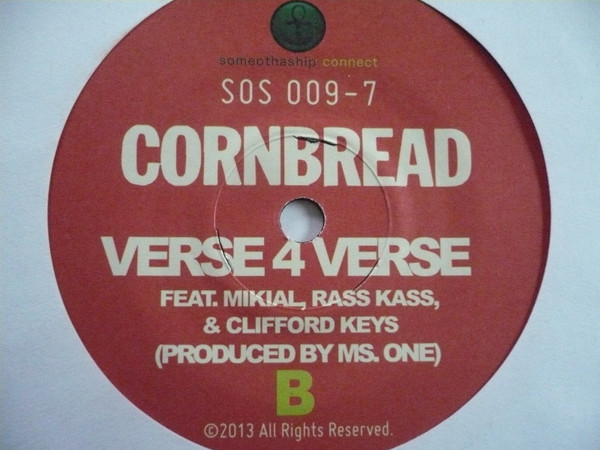 someothaship connect
SOS 009-7
CORNBREAD
VERSE 4 VERSE
FEAT. MIKIAL, RASS KASS,
& CLIFFORD KEYS
(PRODUCED BY MS. ONE)
B
©2013 All Rights Reserved.